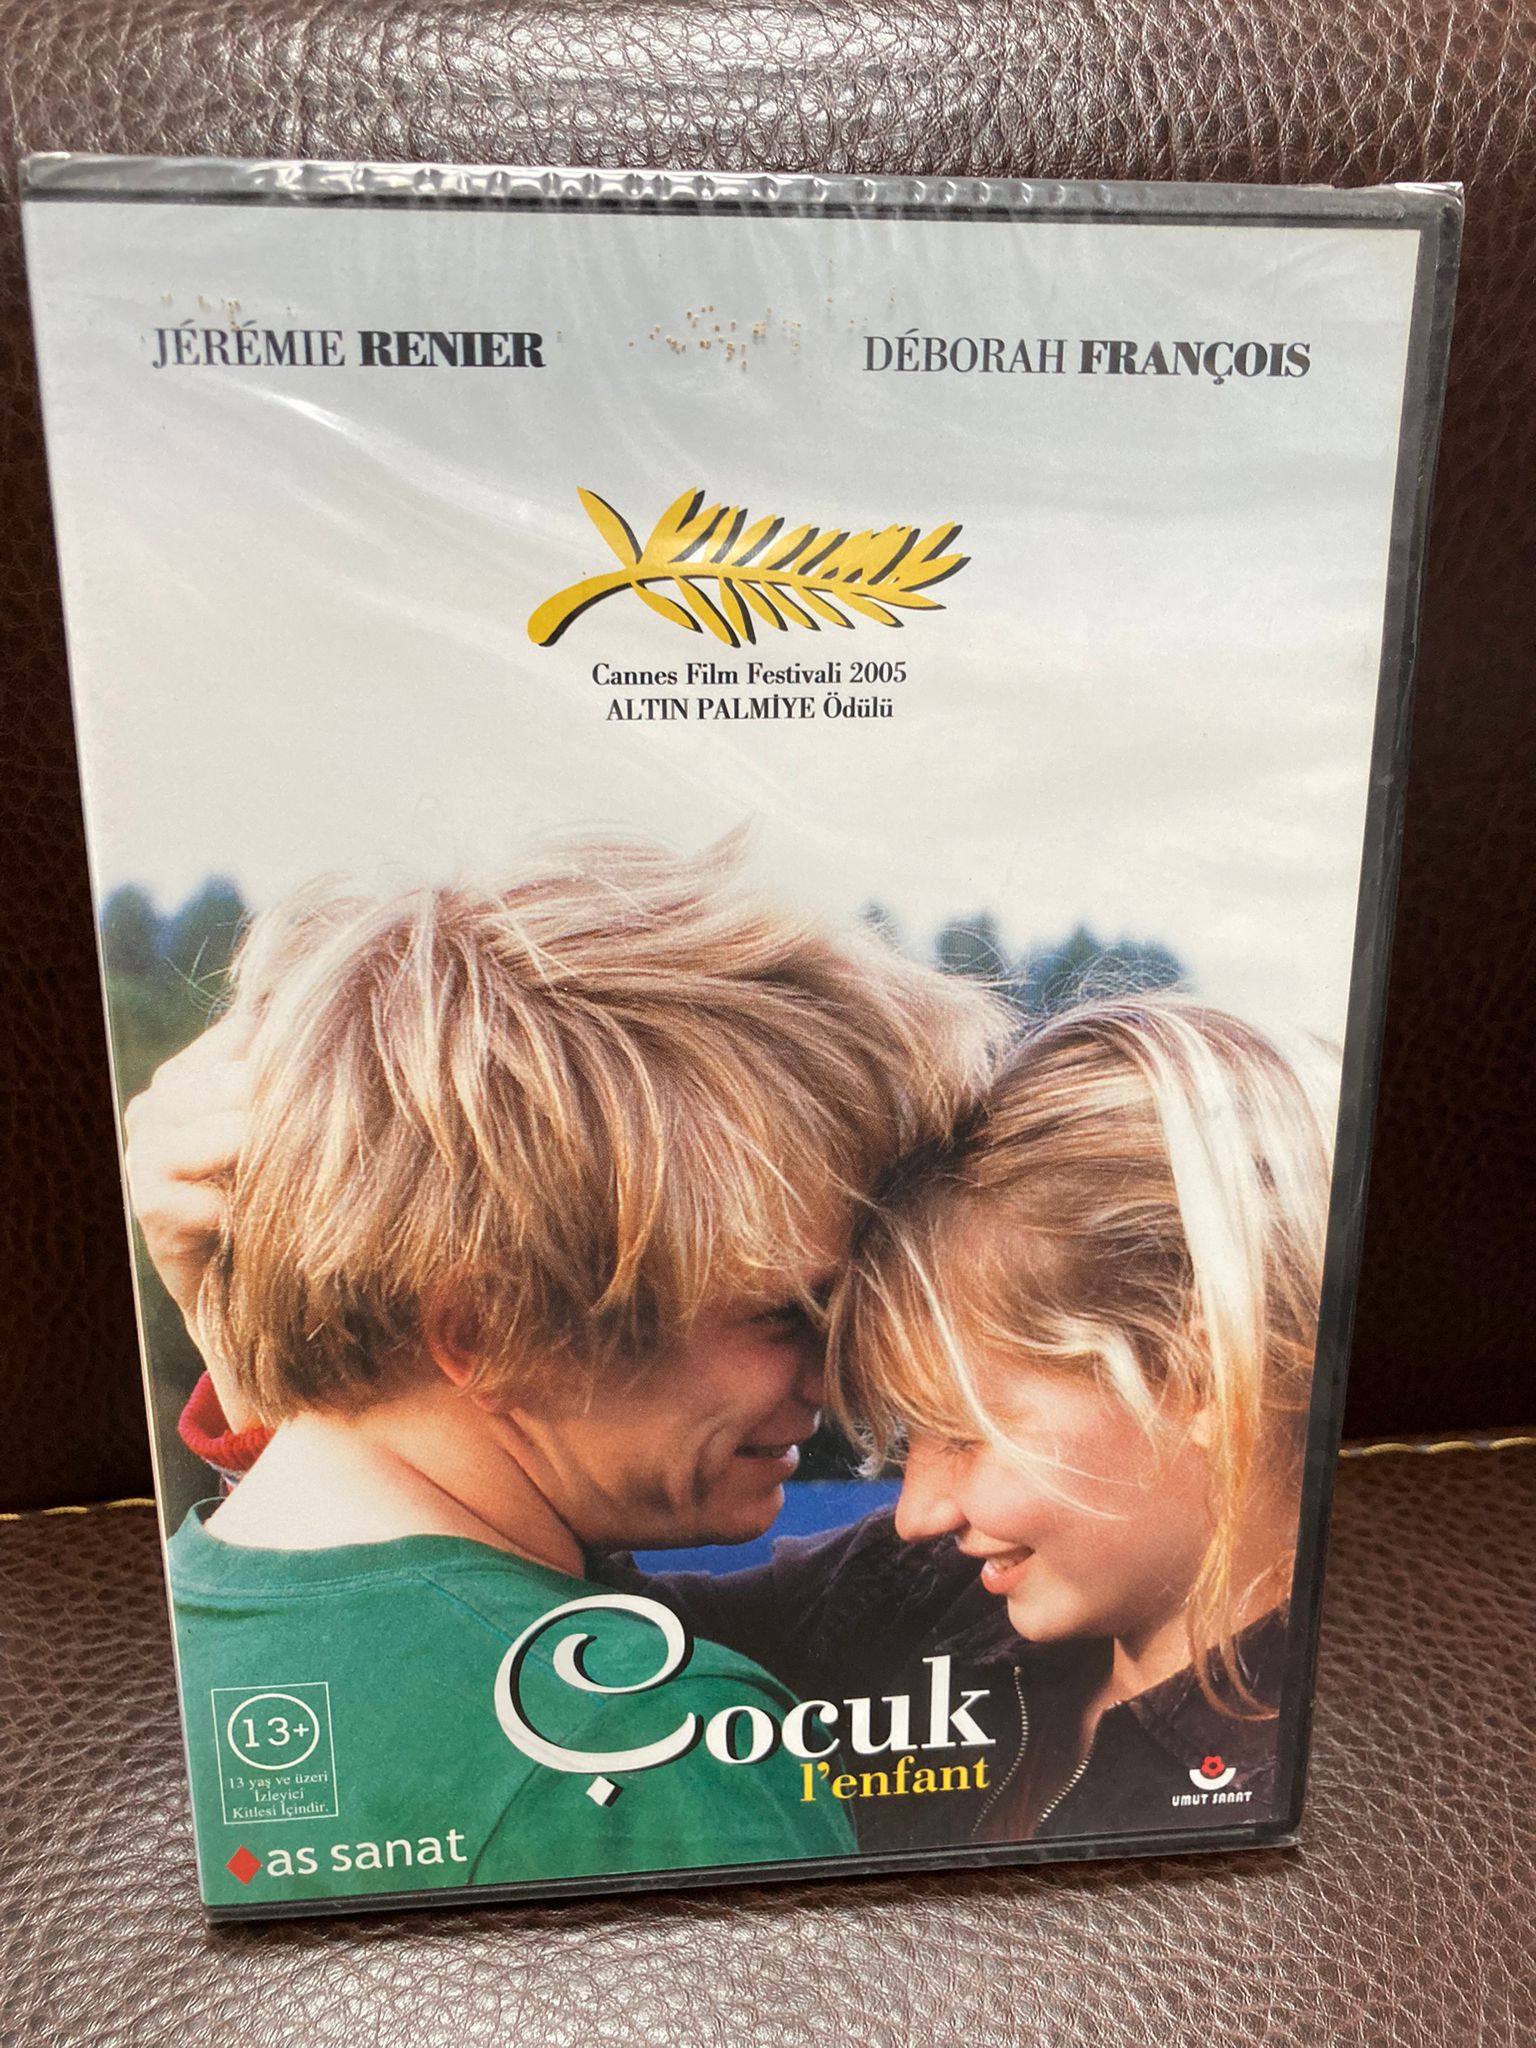 JÉRÉMIE RENIER
DÉBORAH FRANÇOIS
Cannes Film Festivali 2005
ALTIN PALMİYE Ödülü
Çocuk
l'enfant
13+
13 yaş ve üzeri
İzleyici
Kitlesi İçindir.
as sanat
UMUT SANAT